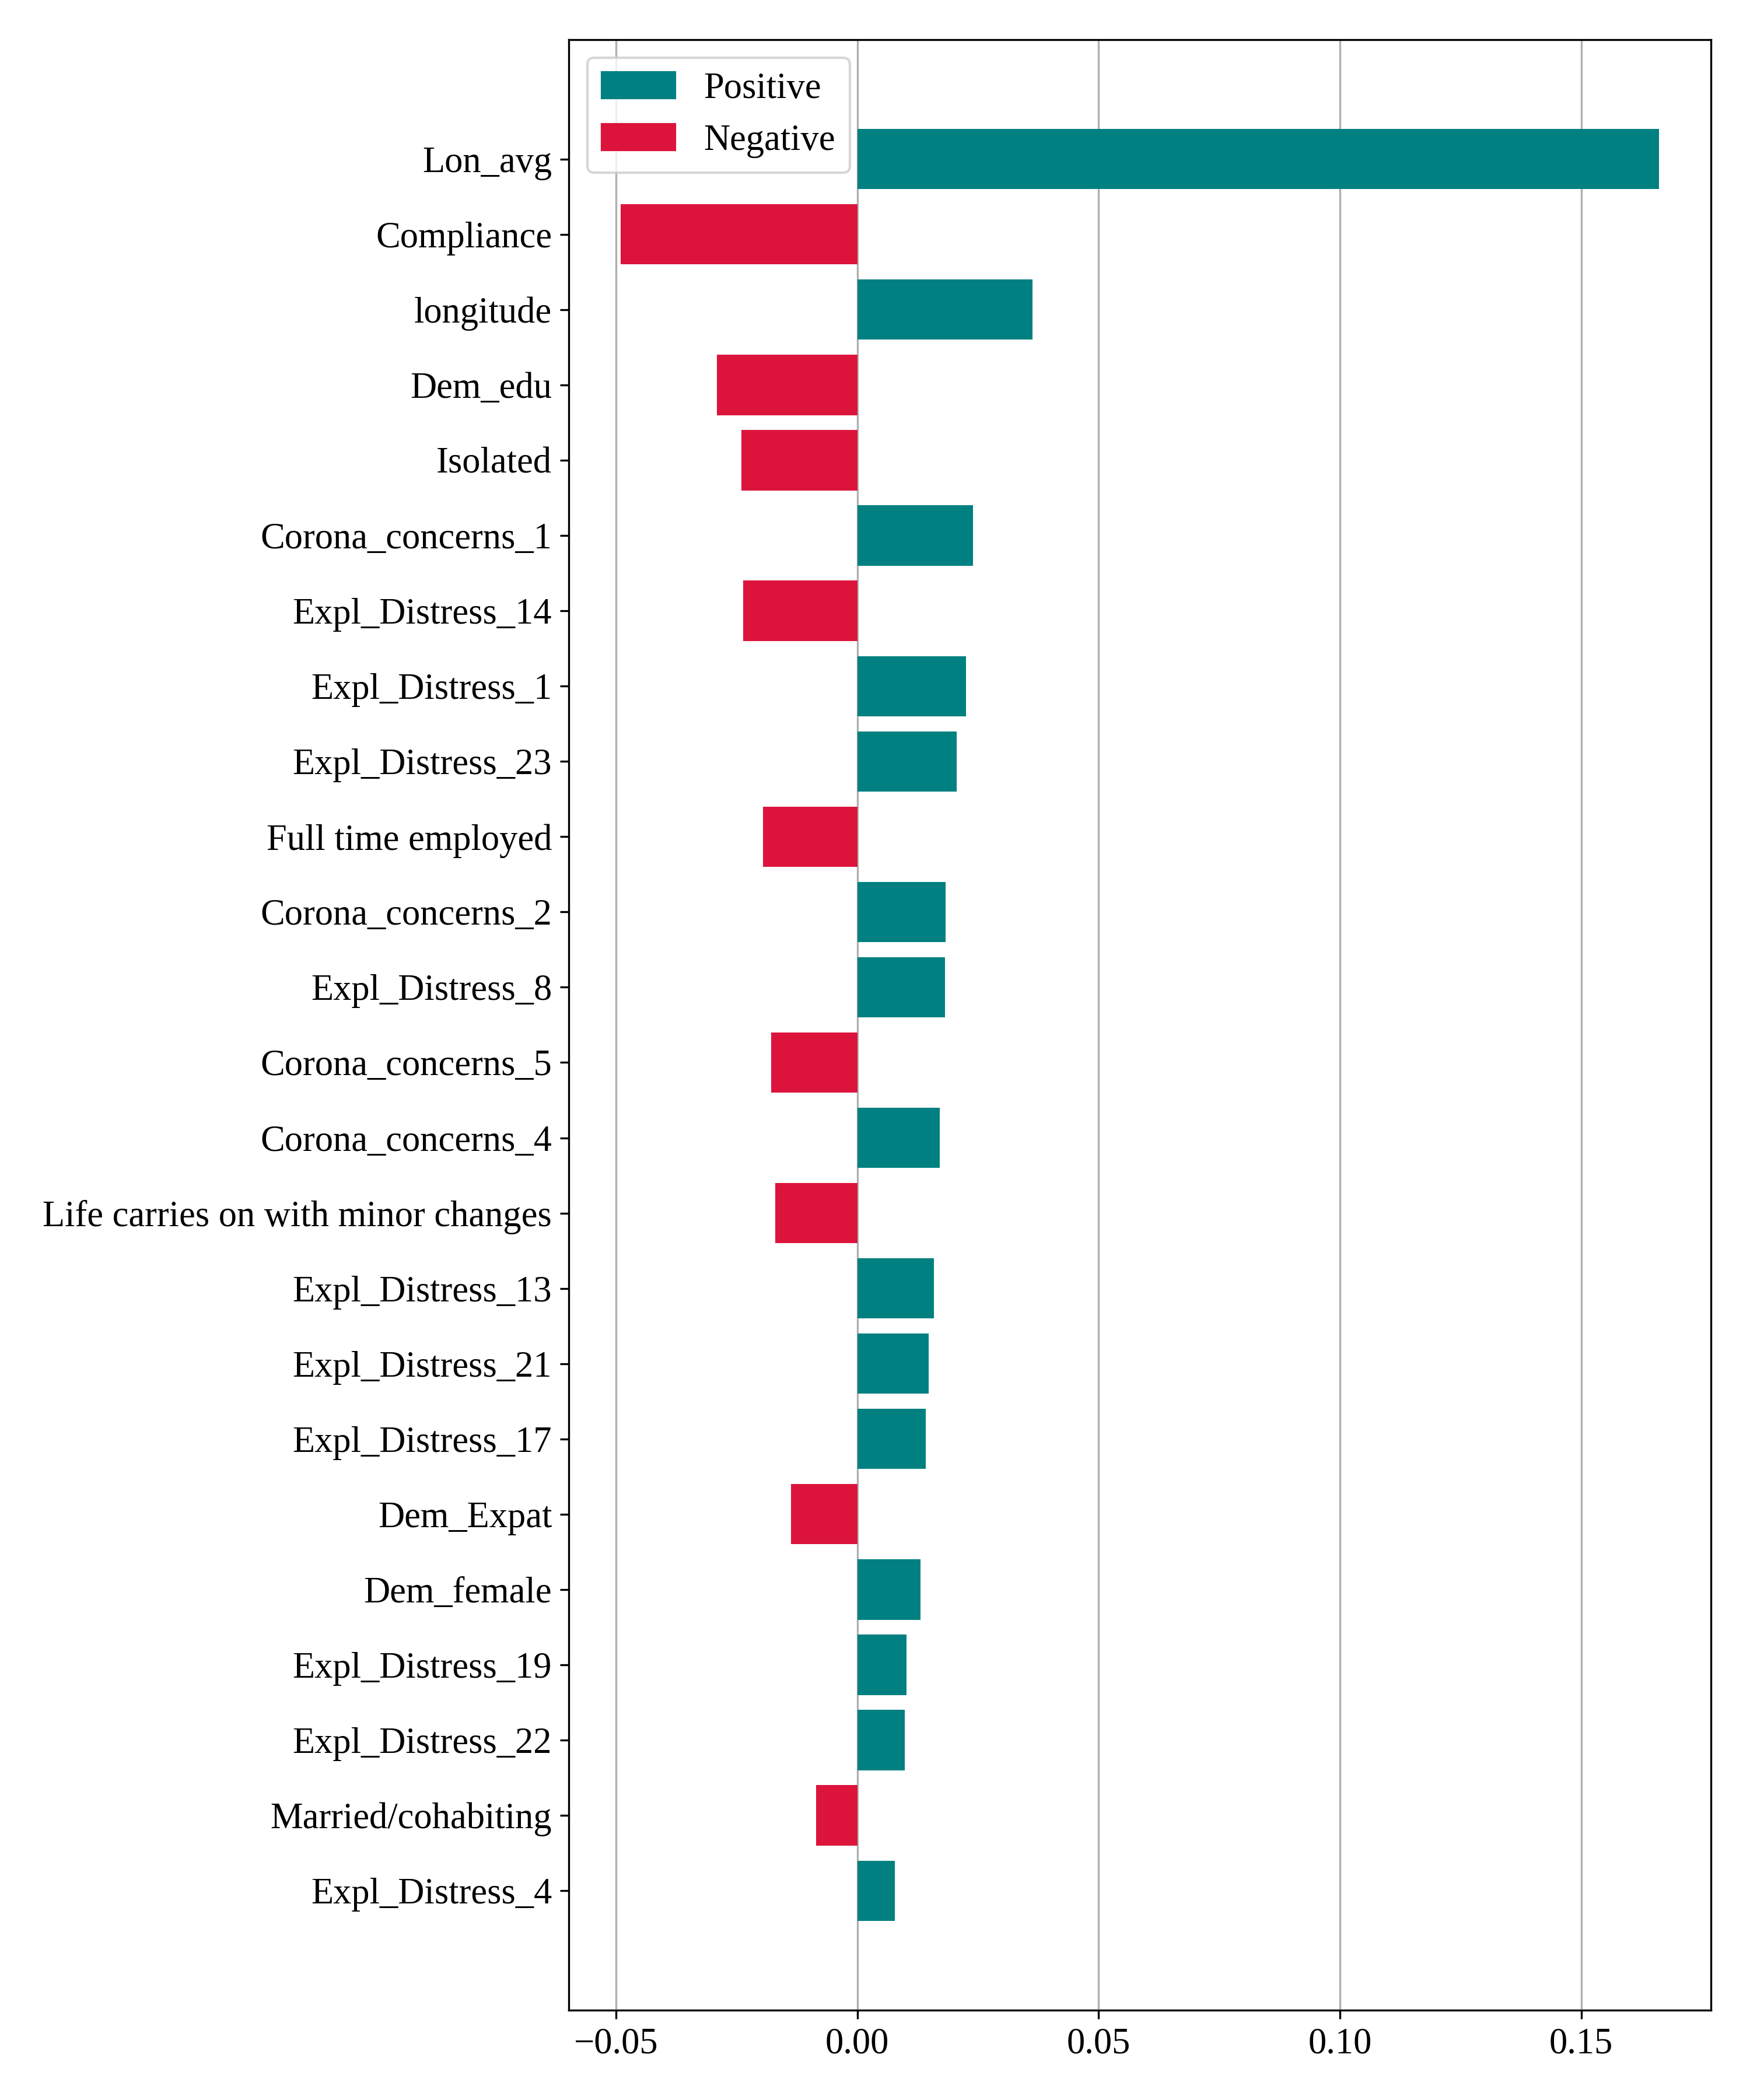 Positive
Negative
Lon_avg
Compliance
longitude
Dem_edu
Isolated
Corona_concerns_1
Expl_Distress_14
Expl_Distress_1
Expl_Distress_23
Full time employed
Corona_concerns_2
Expl_Distress_8
Corona_concerns_5
Corona_concerns_4
Life carries on with minor changes
Expl_Distress_13
Expl_Distress_21
Expl_Distress_17
Dem_Expat
Dem_female
Expl_Distress_19
Expl_Distress_22
Married/cohabiting
Expl_Distress_4
−0.05 0.00 0.05 0.10 0.15